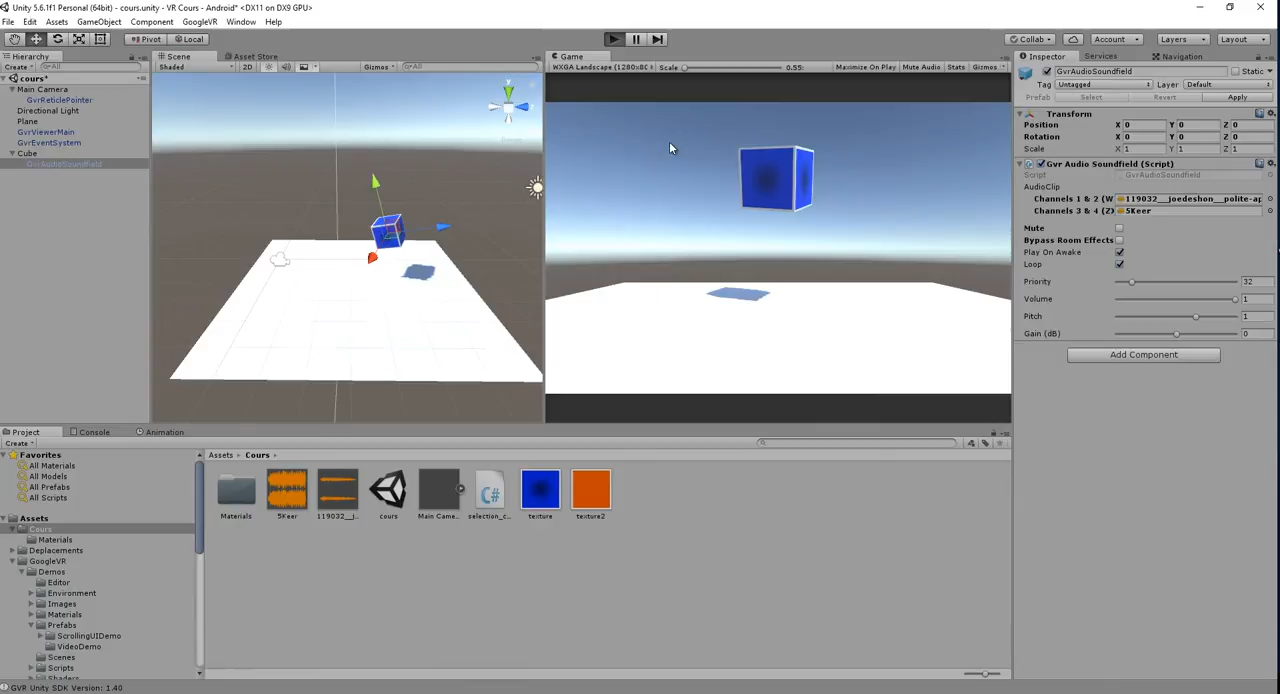 Unity 5.6.1f1 Personal (64bit) - cours.unity - VR Cours - Android* <DX11 on DX9 GPU>
File Edit Assets GameObject Component GoogleVR Window Help
Pivot Local Collab Account Layers Layout
Hierarchy
Create All
cours*
Main Camera
GvrReticlePointer
Directional Light
Plane
GvrViewerMain
GvrEventSystem
Cube
GvrAudioSoundfield
Scene Asset Store
Shaded 2D Gizmos All
Game
WXGA Landscape (1280x8 Scale 0.55: Maximize On Play Mute Audio Stats Gizmos
Inspector Services Navigation
GvrAudioSoundfield Static
Tag Untagged Layer Default
Prefab Select Revert Apply
Transform
Position X 0 Y 0 Z 0
Rotation X 0 Y 0 Z 0
Scale X 1 Y 1 Z 1
Gvr Audio Soundfield (Script)
Script GvrAudioSoundfield
AudioClip
Channels 1 & 2 (W 119032__joedeshon__polite-ap
Channels 3 & 4 (Z) 5Keer
Mute
Bypass Room Effects
Play On Awake
Loop
Priority 32
Volume 1
Pitch 1
Gain (dB) 0
Add Component
Project Console Animation
Create
Favorites
All Materials
All Models
All Prefabs
All Scripts
Assets
Cours
Materials
Deplacements
GoogleVR
Demos
Editor
Environment
Images
Materials
Prefabs
ScrollingUIDemo
VideoDemo
Scenes
Scripts
Shaders
Assets Cours
Materials 5Keer 119032__j... cours Main Came... selection_c... texture texture2
GVR Unity SDK Version: 1.40